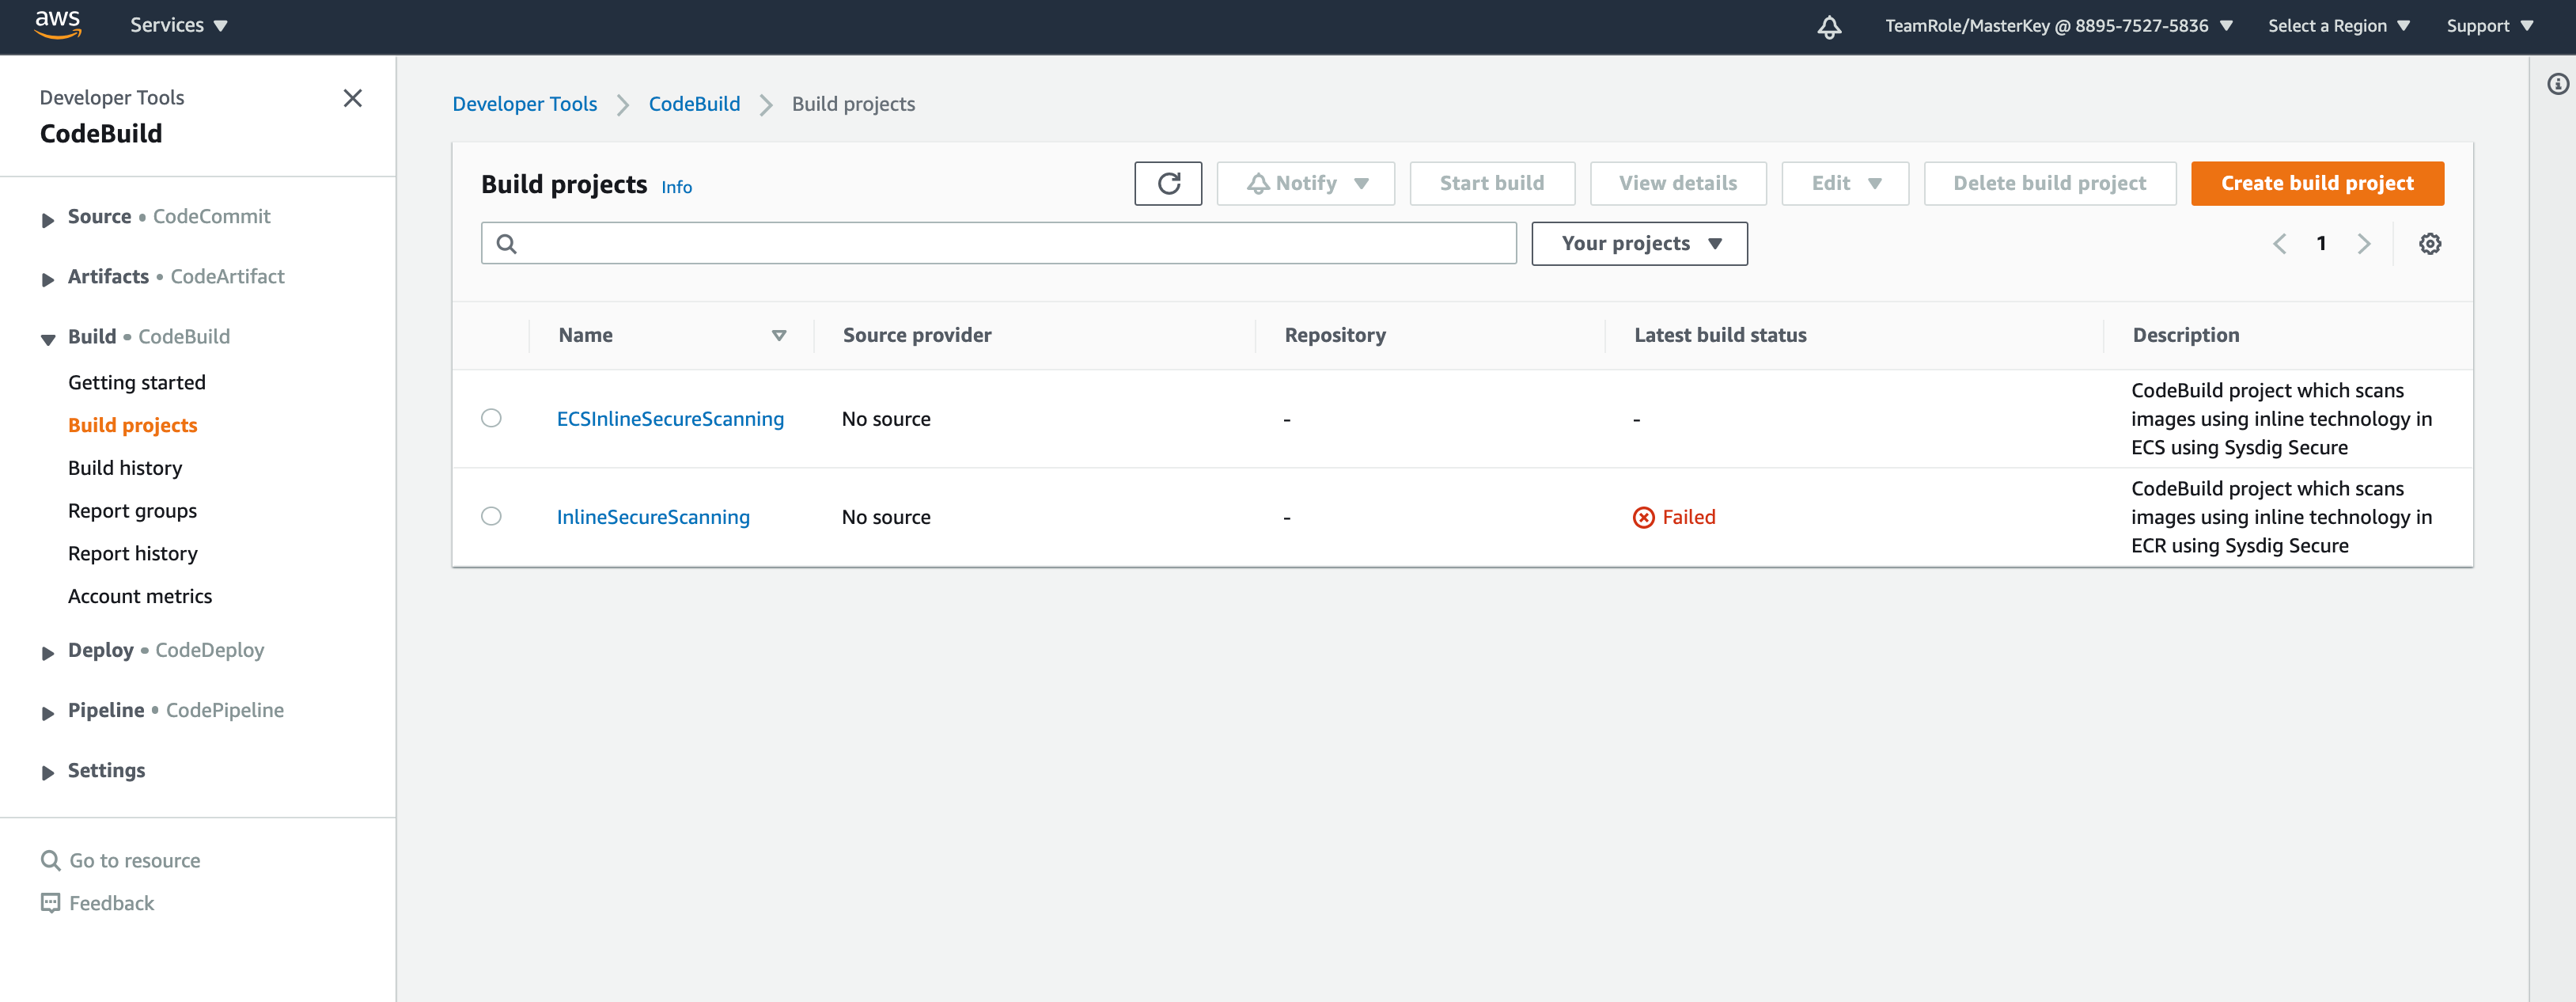 aws
Services
TeamRole/MasterKey @ 8895-7527-5836
Select a Region
Support
Developer Tools
CodeBuild
Source • CodeCommit
Artifacts • CodeArtifact
Build • CodeBuild
Getting started
Build projects
Build history
Report groups
Report history
Account metrics
Deploy • CodeDeploy
Pipeline • CodePipeline
Settings
Go to resource
Feedback
Developer Tools
CodeBuild
Build projects
Build projects Info
Notify
Start build
View details
Edit
Delete build project
Create build project
Your projects
1
Name
Source provider
Repository
Latest build status
Description
ECSInlineSecureScanning
No source
-
-
CodeBuild project which scans
images using inline technology in
ECS using Sysdig Secure
InlineSecureScanning
No source
-
Failed
CodeBuild project which scans
images using inline technology in
ECR using Sysdig Secure